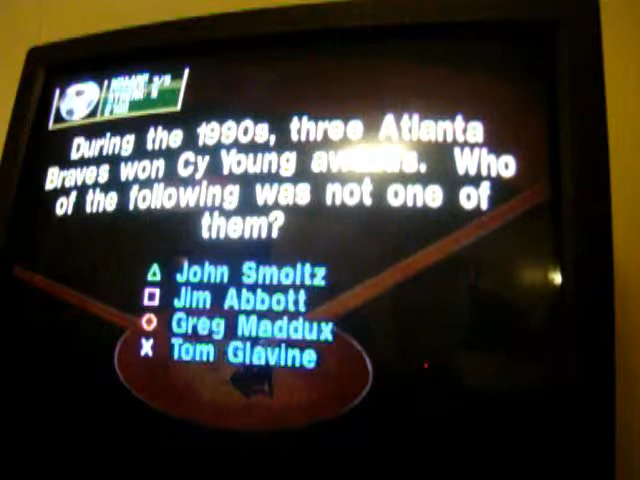 During the 1990s, three Atlanta
Braves won Cy Young awards. Who
of the following was not one of
them?
John Smoltz
Jim Abbott
Greg Maddux
X Tom Glavine